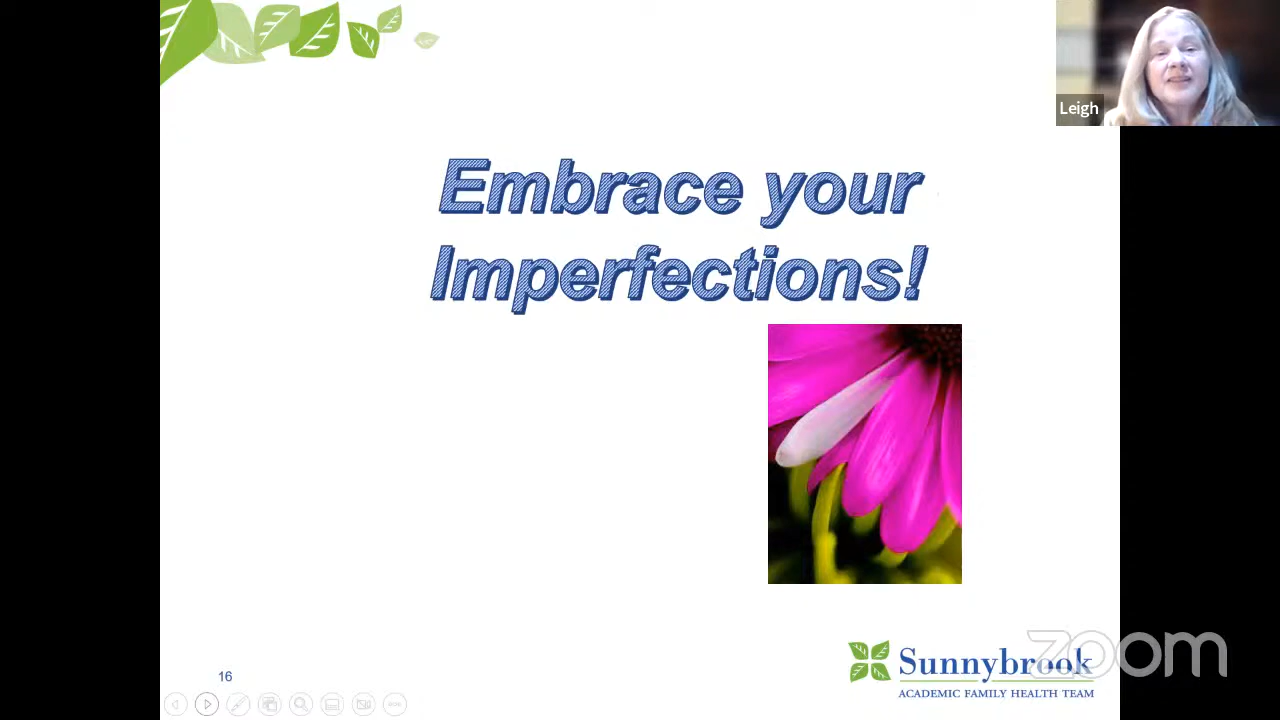 Leigh
Embrace your
Imperfections!
Sunnybrook
ACADEMIC FAMILY HEALTH TEAM
zoom
16